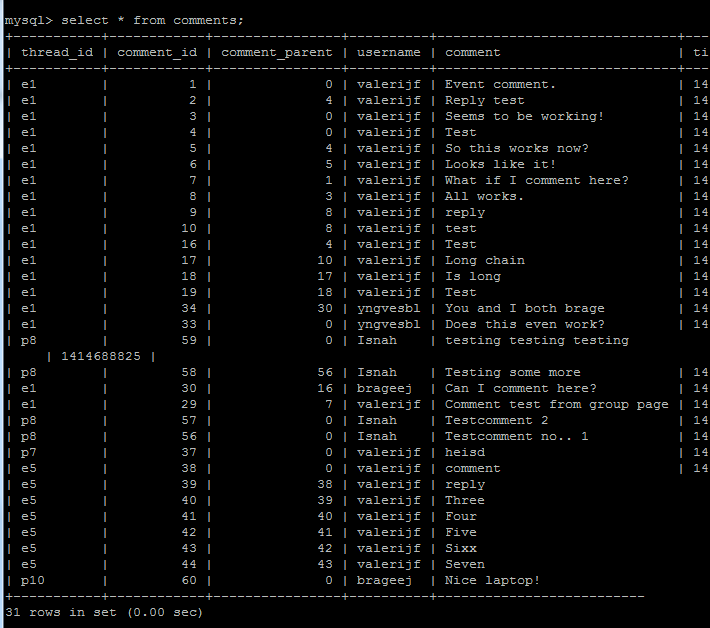 mysql> select * from comments;
+-----------+------------+----------------+----------+-----------------------------+---
| thread_id | comment_id | comment_parent | username | comment | ti
+-----------+------------+----------------+----------+-----------------------------+---
| e1 | 1 | 0 | valerijf | Event comment. | 14
| e1 | 2 | 4 | valerijf | Reply test | 14
| e1 | 3 | 0 | valerijf | Seems to be working! | 14
| e1 | 4 | 0 | valerijf | Test | 14
| e1 | 5 | 4 | valerijf | So this works now? | 14
| e1 | 6 | 5 | valerijf | Looks like it! | 14
| e1 | 7 | 1 | valerijf | What if I comment here? | 14
| e1 | 8 | 3 | valerijf | All works. | 14
| e1 | 9 | 8 | valerijf | reply | 14
| e1 | 10 | 8 | valerijf | test | 14
| e1 | 16 | 4 | valerijf | Test | 14
| e1 | 17 | 10 | valerijf | Long chain | 14
| e1 | 18 | 17 | valerijf | Is long | 14
| e1 | 19 | 18 | valerijf | Test | 14
| e1 | 34 | 30 | yngvesbl | You and I both brage | 14
| e1 | 33 | 0 | yngvesbl | Does this even work? | 14
| p8 | 59 | 0 | Isnah | testing testing testing
| 1414688825 |
| p8 | 58 | 56 | Isnah | Testing some more | 14
| e1 | 30 | 16 | brageej | Can I comment here? | 14
| e1 | 29 | 7 | valerijf | Comment test from group page | 14
| p8 | 57 | 0 | Isnah | Testcomment 2 | 14
| p8 | 56 | 0 | Isnah | Testcomment no.. 1 | 14
| p7 | 37 | 0 | valerijf | heisd | 14
| e5 | 38 | 0 | valerijf | comment | 14
| e5 | 39 | 38 | valerijf | reply
| e5 | 40 | 39 | valerijf | Three
| e5 | 41 | 40 | valerijf | Four
| e5 | 42 | 41 | valerijf | Five
| e5 | 43 | 42 | valerijf | Sixx
| e5 | 44 | 43 | valerijf | Seven
| p10 | 60 | 0 | brageej | Nice laptop!
+-----------+------------+----------------+----------+--------------------------
31 rows in set (0.00 sec)